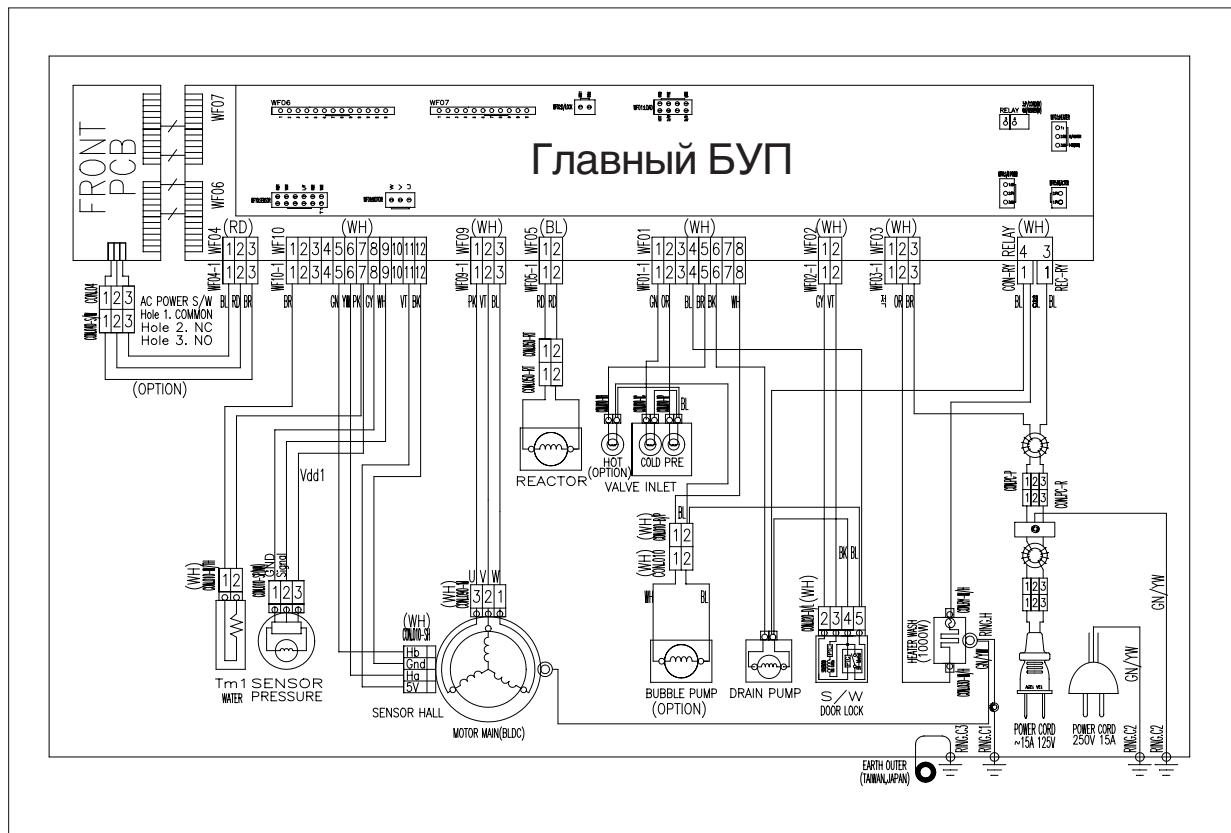 Главный БУП
FRONT
PCB
WF07
WF06
WF06
WF07
RELAY
3 4
WF04
(RD)
WF10
(WH)
WF09
(WH)
WF05
(BL)
WF01
(WH)
WF02
(WH)
WF03
(WH)
RELAY
(WH)
1 2 3
1 2 3 4 5 6 7 8 9 10 11 12
1 2 3
1 2
1 2 3 4 5 6 7 8
1 2
1 2 3
4 3
WF04-1
1 2 3
WF10-1
1 2 3 4 5 6 7 8 9 10 11 12
WF09-1
1 2 3
WF05-1
1 2
WF01-1
1 2 3 4 5 6 7 8
WF02-1
1 2
WF03-1
1 2 3
CON-RY
1 1
REC-RY
BL RD BR
BR
GN YW PK GY WH
VT BK
PK VT BL
RD RD
GN OR
BL BR BK
WH
GY VT
OR BR
BL
BL
1 2 3
1 2 3
AC POWER S/W
Hole 1. COMMON
Hole 2. NC
Hole 3. NO
(OPTION)
1 2
1 2
REACTOR
HOT
(OPTION)
COLD PRE
VALVE INLET
BL
Vdd1
GND
Signal
(WH)
1 2
1 2 3
Tm1
WATER
SENSOR
PRESSURE
(WH)
Hb
Gnd
Ha
5V
SENSOR HALL
U V W
(WH)
3 2 1
MOTOR MAIN(BLDC)
BL
(WH)
1 2
(WH)
CON.010
1 2
WH
BL
BUBBLE PUMP
(OPTION)
DRAIN PUMP
BK BL
(WH)
2 3 4 5
S/W
DOOR LOCK
HEATER WASH
(1000W)
RING.H
GN/YW
1 2 3
1 2 3
1 2 3
1 2 3
POWER CORD
~15A 125V
POWER CORD
250V 15A
GN/YW
GN/YW
EARTH OUTER
(TAIWAN,JAPAN)
RING.C3
RING.C1
RING.C2
RING.C2